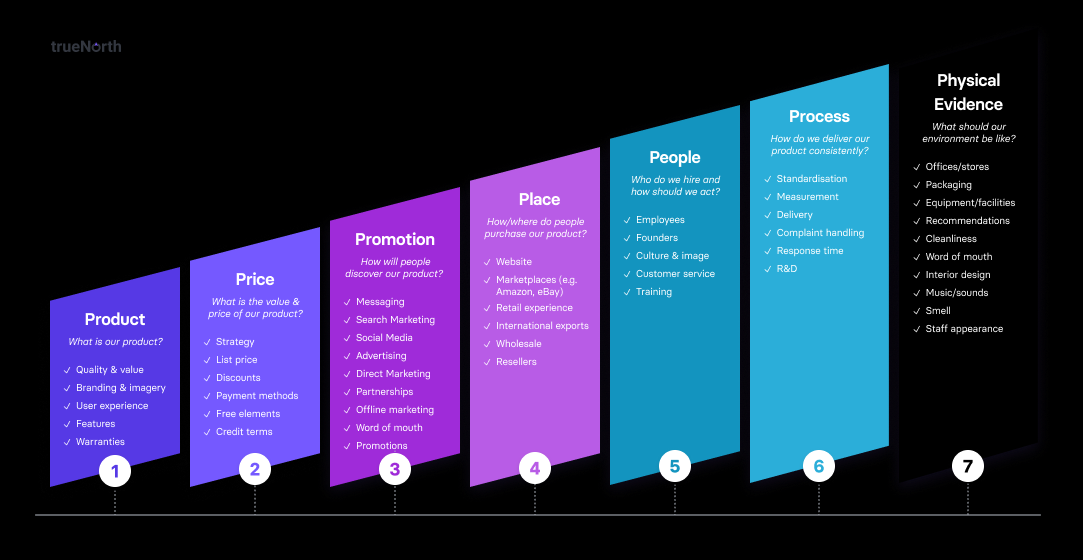 trueNorth
Product
What is our product?
✓ Quality & value
✓ Branding & imagery
✓ User experience
✓ Features
✓ Warranties
1
Price
What is the value &
price of our product?
✓ Strategy
✓ List price
✓ Discounts
✓ Payment methods
✓ Free elements
✓ Credit terms
2
Promotion
How will people
discover our product?
✓ Messaging
✓ Search Marketing
✓ Social Media
✓ Advertising
✓ Direct Marketing
✓ Partnerships
✓ Offline marketing
✓ Word of mouth
✓ Promotions
3
Place
How/where do people
purchase our product?
✓ Website
✓ Marketplaces (e.g.
Amazon, eBay)
✓ Retail experience
✓ International exports
✓ Wholesale
✓ Resellers
4
People
Who do we hire and
how should we act?
✓ Employees
✓ Founders
✓ Culture & image
✓ Customer service
✓ Training
5
Process
How do we deliver our
product consistently?
✓ Standardisation
✓ Measurement
✓ Delivery
✓ Complaint handling
✓ Response time
✓ R&D
6
Physical
Evidence
What should our
environment be like?
✓ Offices/stores
✓ Packaging
✓ Equipment/facilities
✓ Recommendations
✓ Cleanliness
✓ Word of mouth
✓ Interior design
✓ Music/sounds
✓ Smell
✓ Staff appearance
7